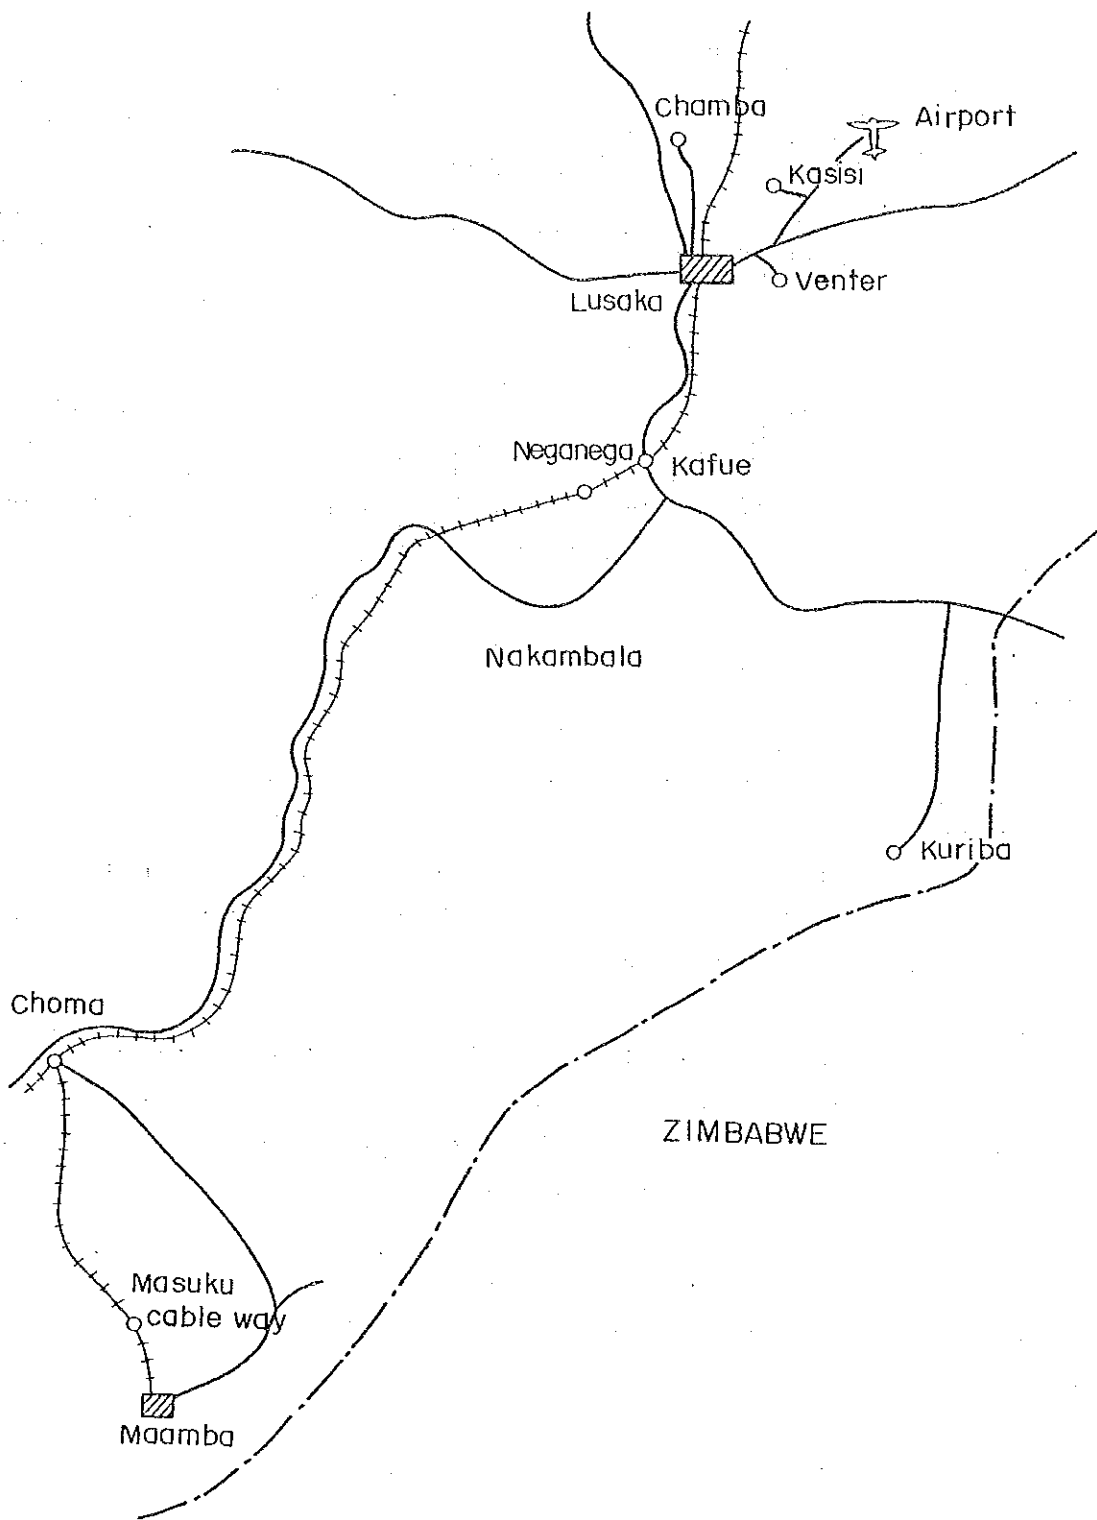 Chamba
Airport
Kasisi
Venter
Lusaka
Neganega
Kafue
Nakambala
Kuriba
Choma
ZIMBABWE
Masuku
cable way
Maamba